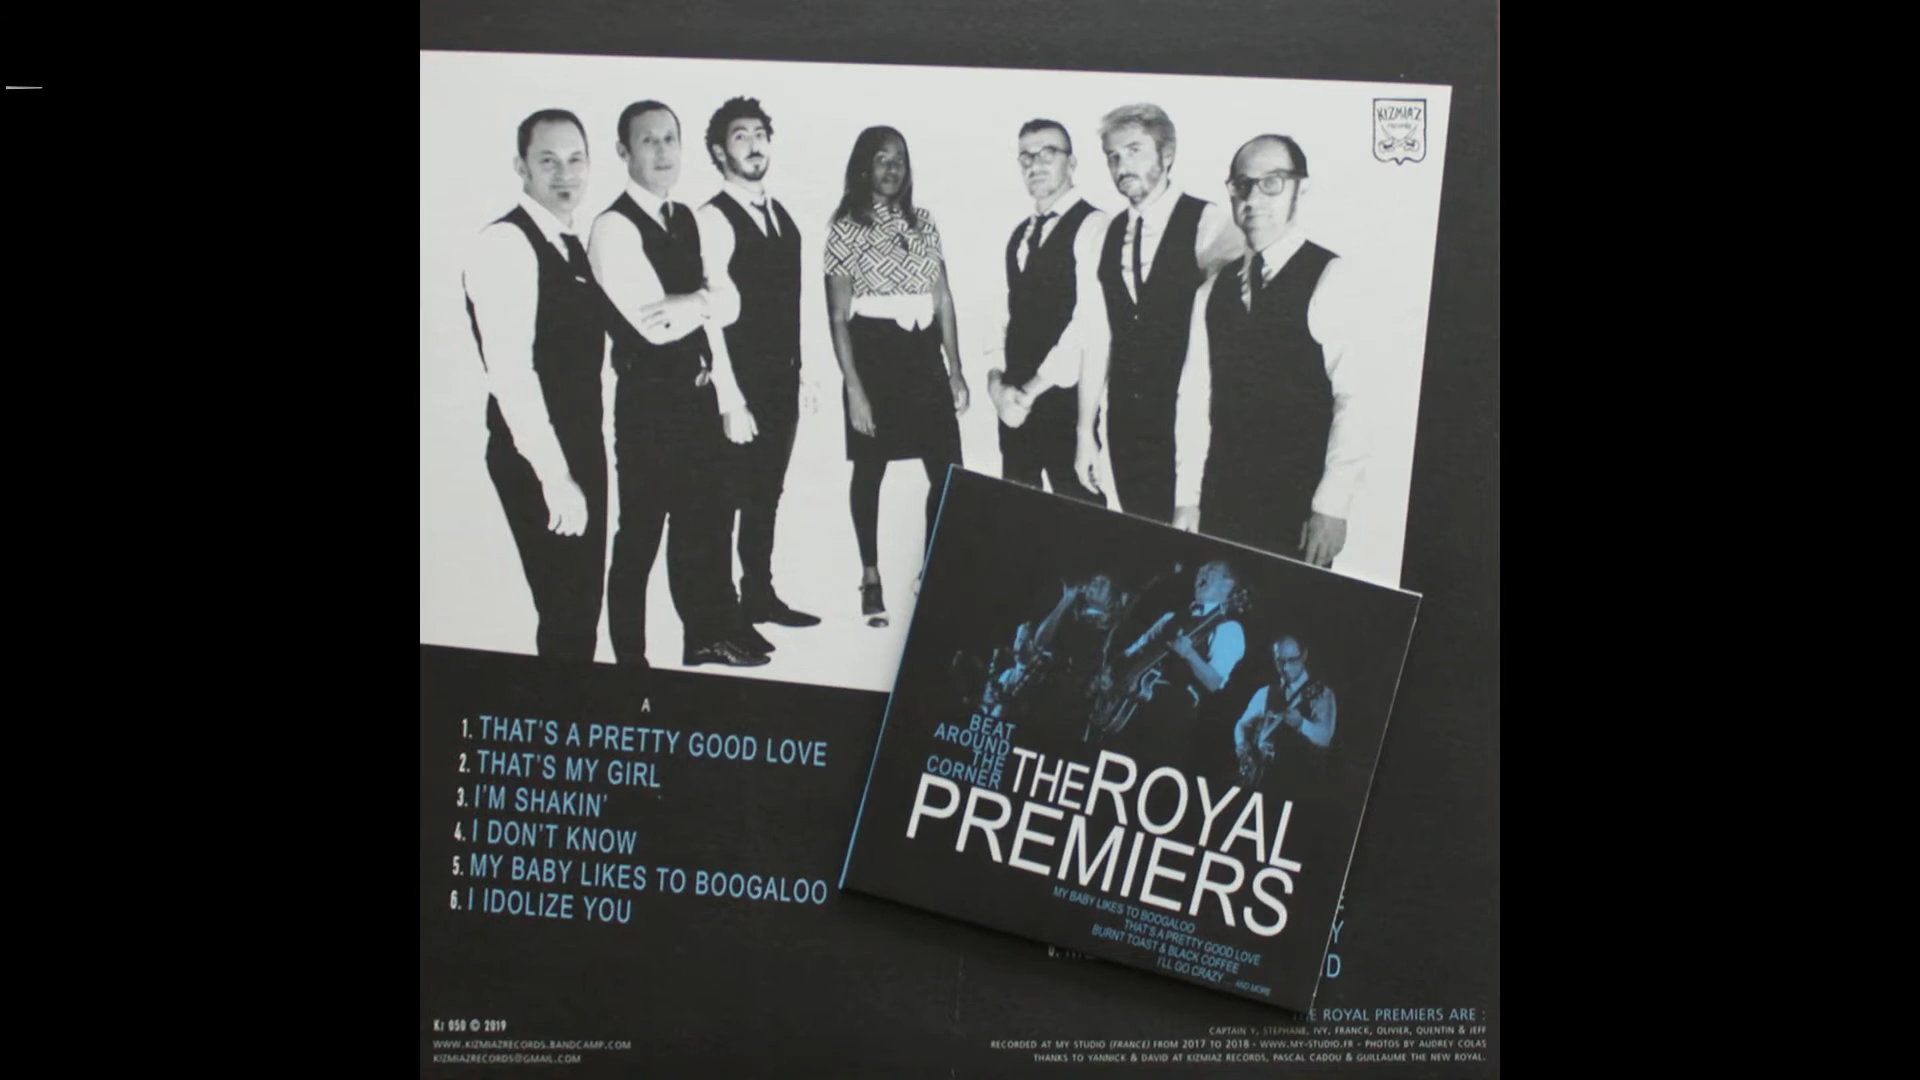 KIZMIAZ
A
1. THAT'S A PRETTY GOOD LOVE
2. THAT'S MY GIRL
3. I'M SHAKIN'
4. I DON'T KNOW
5. MY BABY LIKES TO BOOGALOO
6. I IDOLIZE YOU
BEAT
AROUND
THE
CORNER
THE ROYAL
PREMIERS
MY BABY LIKES TO BOOGALOO
THAT'S A PRETTY GOOD LOVE
BURNT TOAST & BLACK COFFEE
I'LL GO CRAZY ... AND MORE
Y
D
Kz 050 © 2019
WWW.KIZMIAZRECORDS.BANDCAMP.COM
KIZMIAZRECORDS@GMAIL.COM
ROYAL PREMIERS ARE :
CAPTAIN Y, STEPHANE, IVY, FRANCK, OLIVIER, QUENTIN & JEFF
RECORDED AT MY STUDIO (FRANCE) FROM 2017 TO 2018 - WWW.MY-STUDIO.FR - PHOTOS BY AUDREY COLAS
THANKS TO YANNICK & DAVID AT KIZMIAZ RECORDS, PASCAL CADOU & GUILLAUME THE NEW ROYAL.